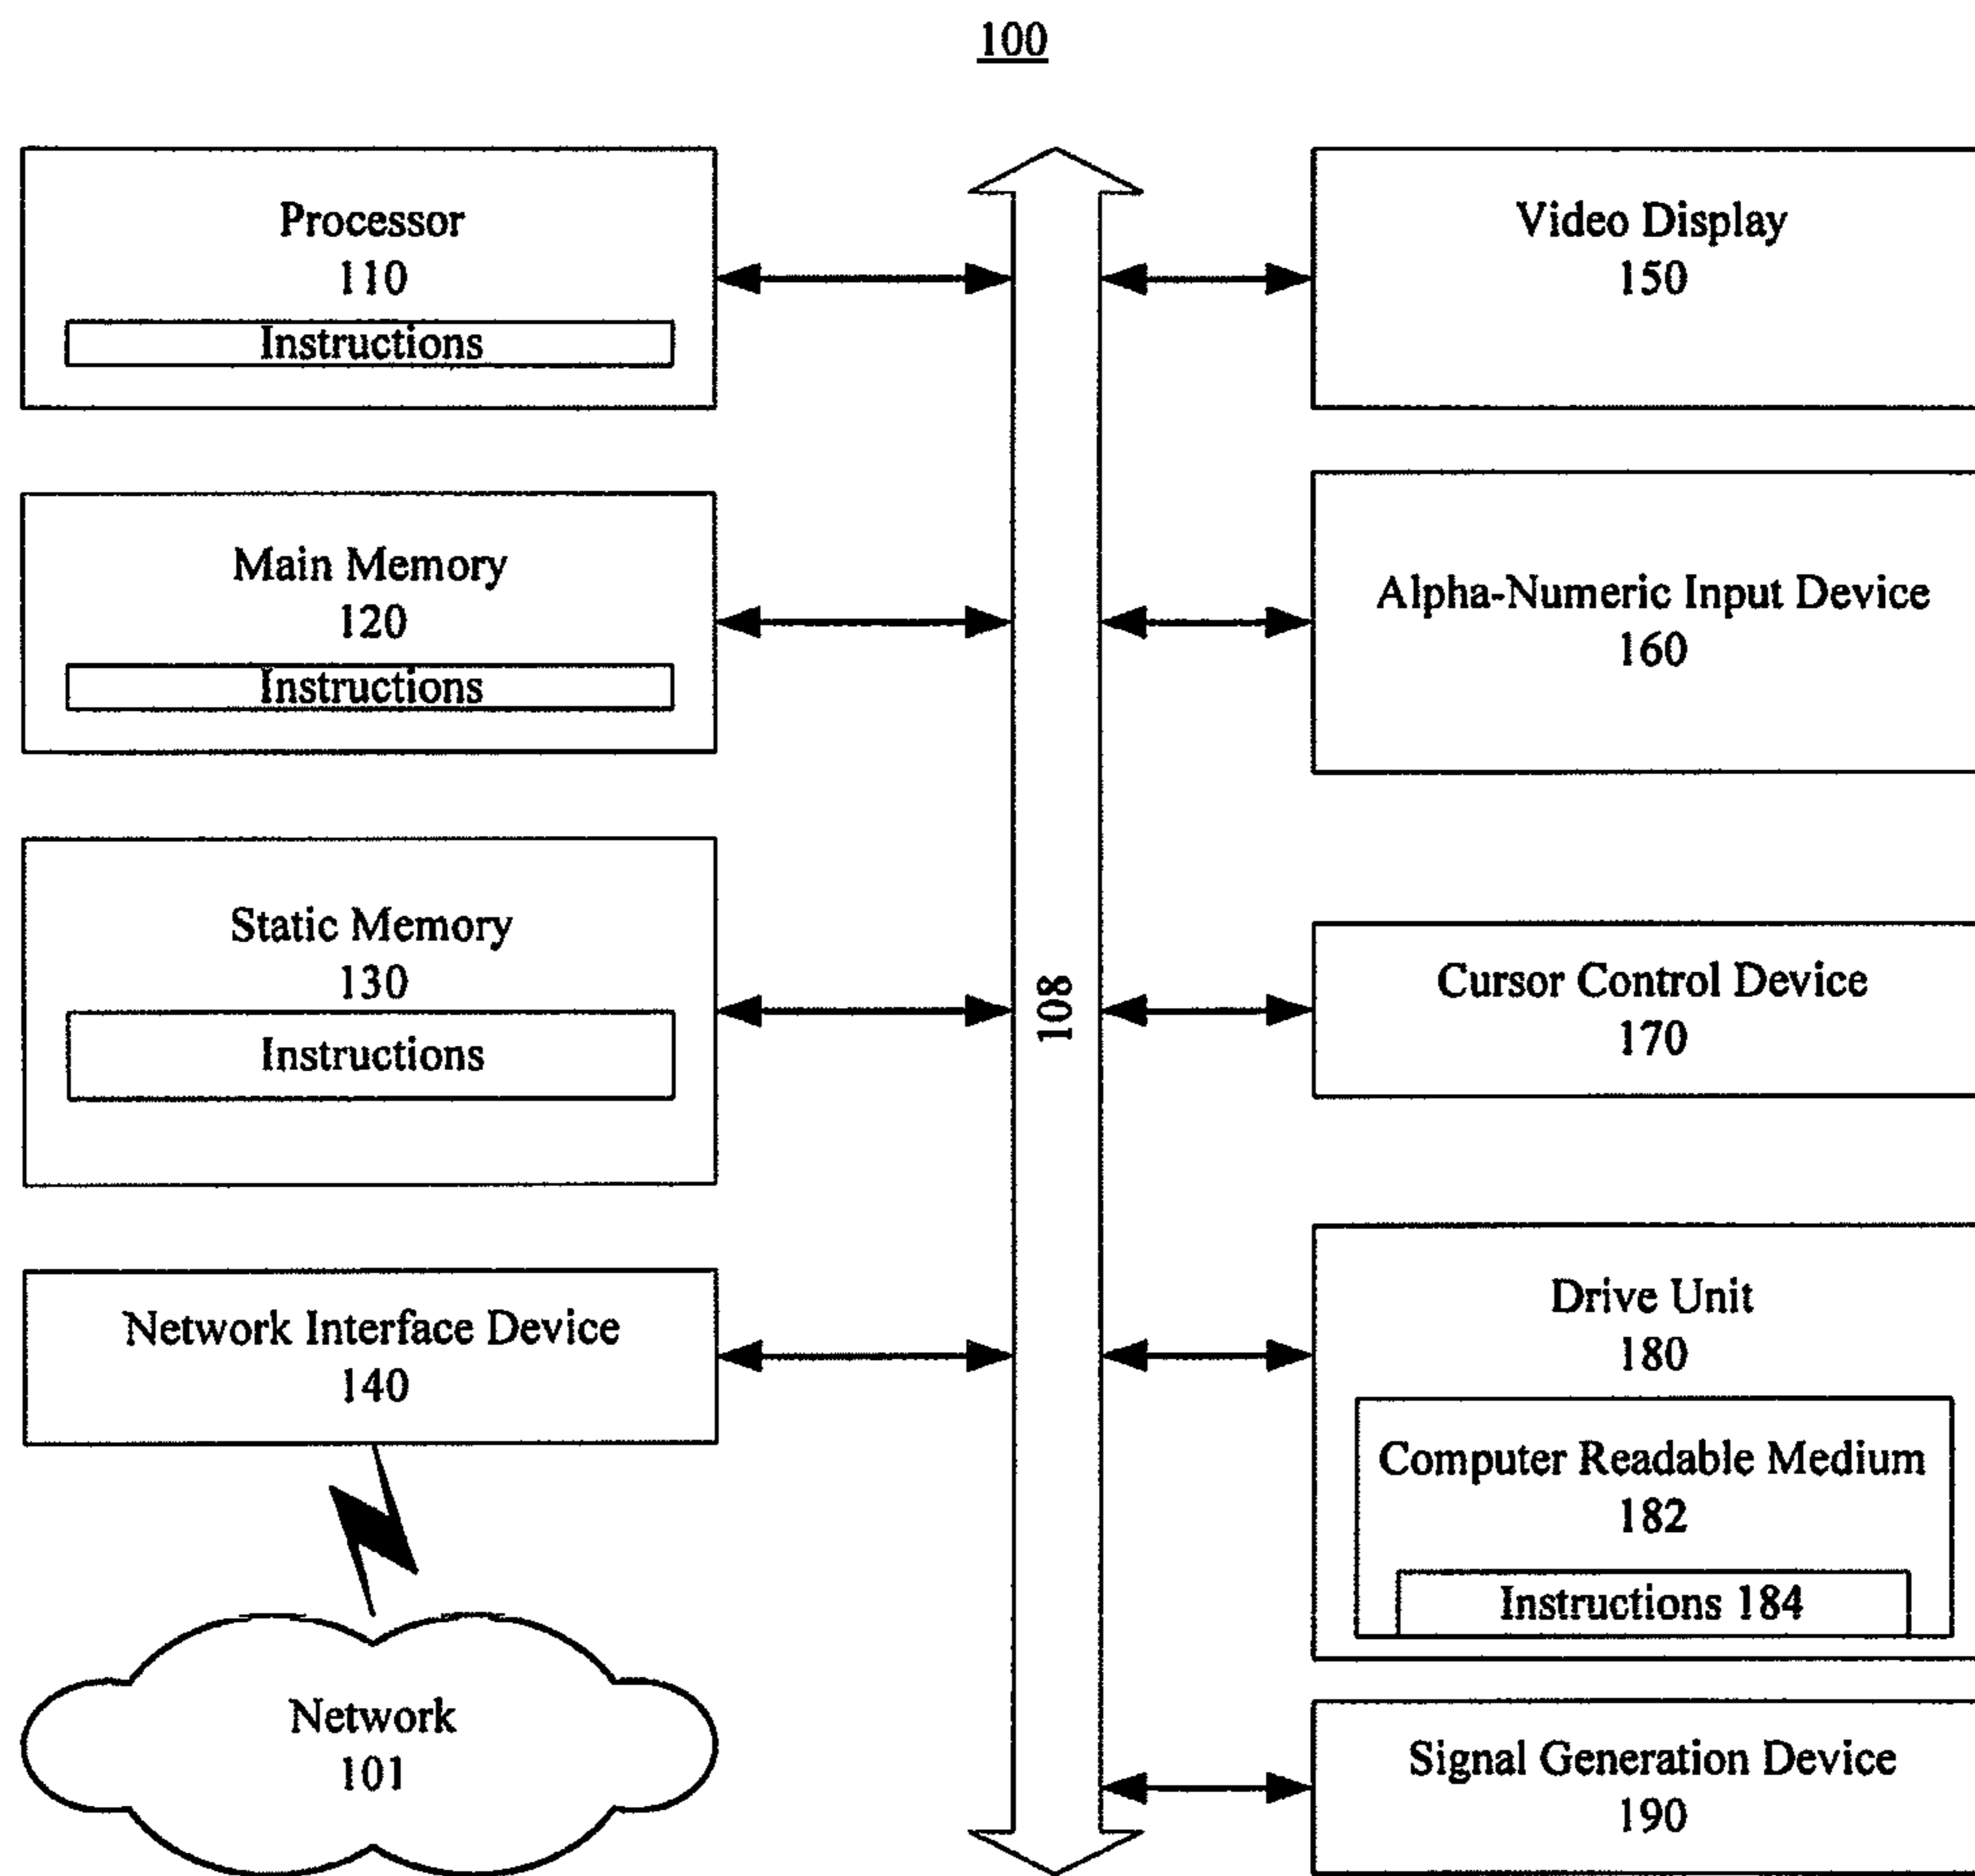 100
Processor
110
Instructions
Main Memory
120
Instructions
Static Memory
130
Instructions
Network Interface Device
140
Network
101
108
Video Display
150
Alpha-Numeric Input Device
160
Cursor Control Device
170
Drive Unit
180
Computer Readable Medium
182
Instructions 184
Signal Generation Device
190